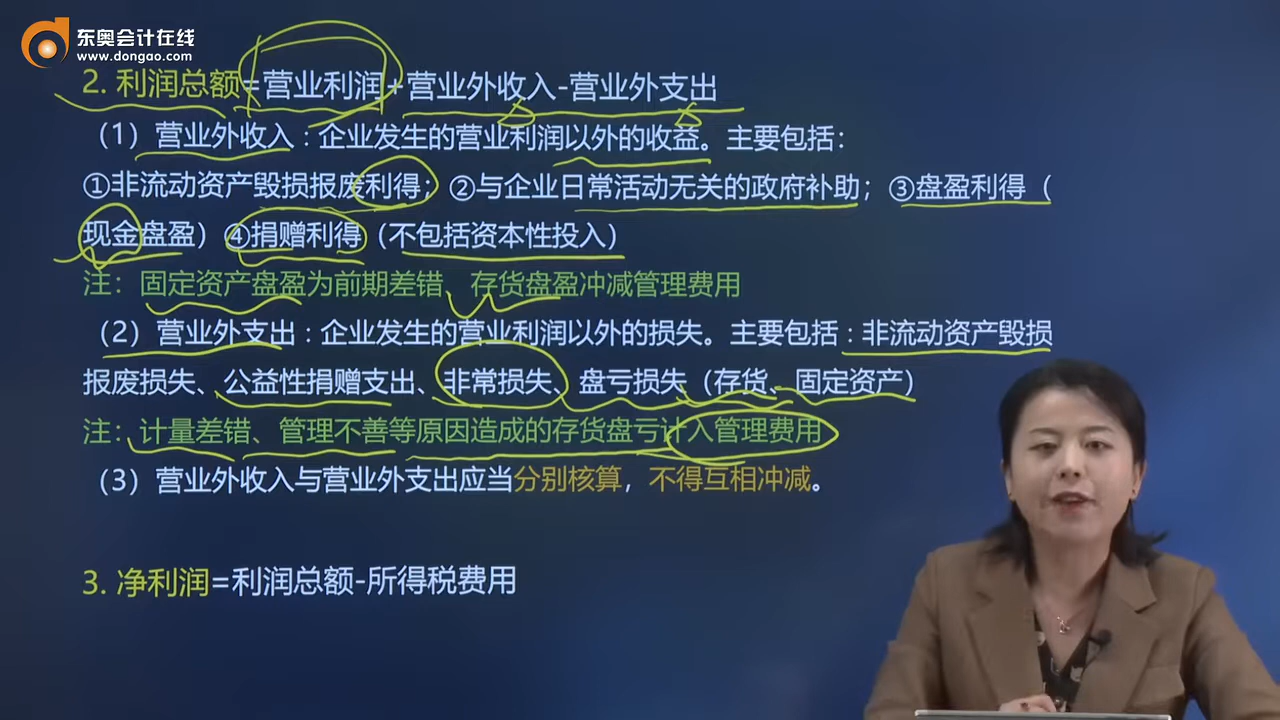 东奥会计在线
www.dongao.com
2. 利润总额=营业利润+营业外收入-营业外支出
（1）营业外收入：企业发生的营业利润以外的收益。主要包括：
①非流动资产毁损报废利得；②与企业日常活动无关的政府补助；③盘盈利得（
现金盘盈）④捐赠利得（不包括资本性投入）
注：固定资产盘盈为前期差错、存货盘盈冲减管理费用
（2）营业外支出：企业发生的营业利润以外的损失。主要包括：非流动资产毁损
报废损失、公益性捐赠支出、非常损失、盘亏损失（存货、固定资产）
注：计量差错、管理不善等原因造成的存货盘亏计入管理费用
（3）营业外收入与营业外支出应当分别核算，不得互相冲减。
3. 净利润=利润总额-所得税费用